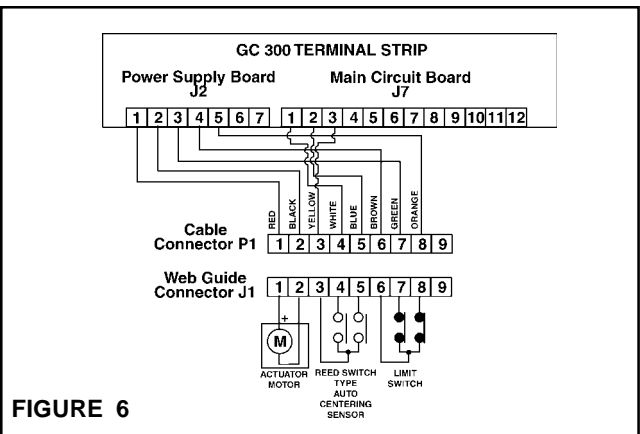 GC 300 TERMINAL STRIP
Power Supply Board
J2
Main Circuit Board
J7
1 2 3 4 5 6 7
1 2 3 4 5 6 7 8 9 10 11 12
RED
BLACK
YELLOW
WHITE
BLUE
BROWN
GREEN
ORANGE
Cable
Connector P1
1 2 3 4 5 6 7 8 9
Web Guide
Connector J1
1 2 3 4 5 6 7 8 9
+
M
ACTUATOR
MOTOR
REED SWITCH
TYPE
AUTO
CENTERING
SENSOR
LIMIT
SWITCH
FIGURE 6